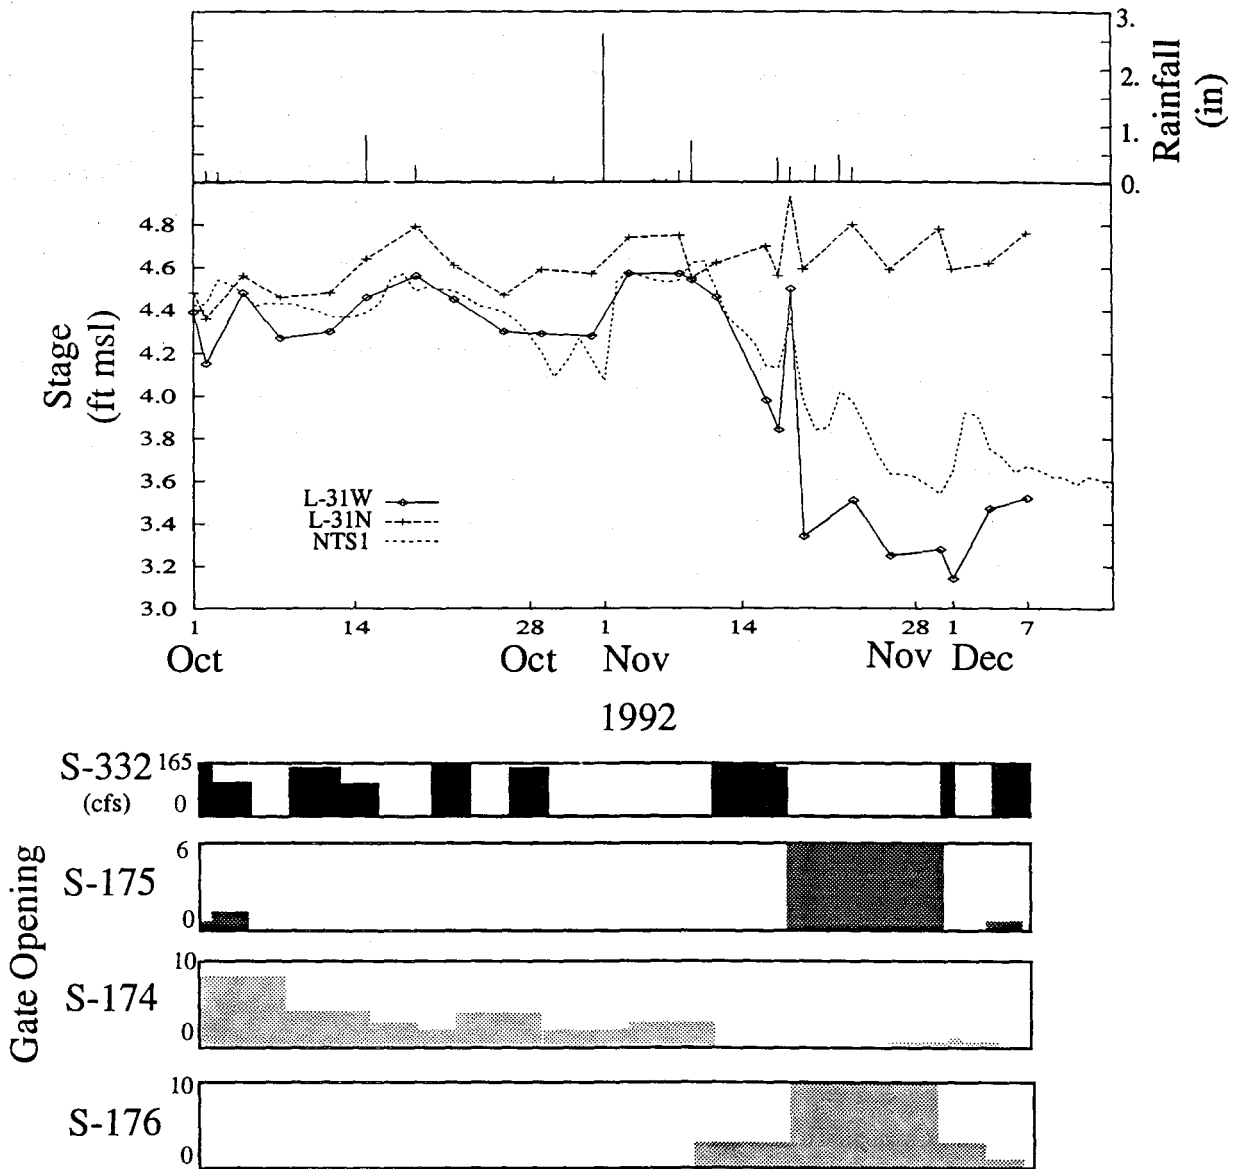 3.
2.
1.
0.
Rainfall
(in)
4.8
4.6
4.4
4.2
4.0
3.8
3.6
3.4
3.2
3.0
Stage
(ft msl)
L-31W
L-31N
NTS1
1 14 28 1 14 28 1 7
Oct Oct Nov Nov Dec
1992
S-332 165
(cfs) 0
Gate Opening
6
S-175
0
10
S-174
0
10
S-176
0